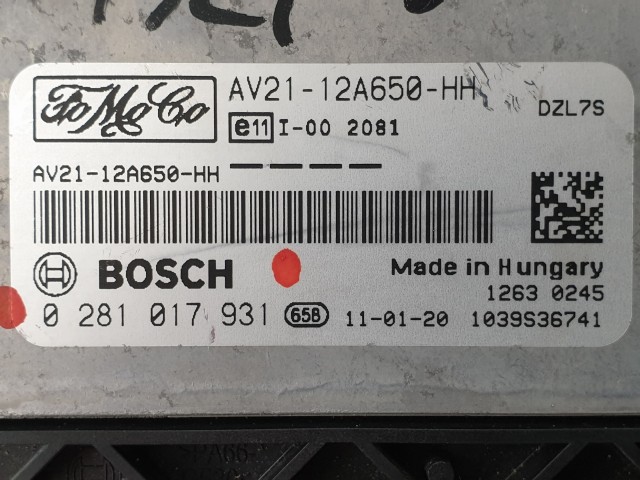 FoMoCo
AV21-12A650-HH
DZL7S
e11 I-00 2081
AV21-12A650-HH
BOSCH
Made in Hungary
1263 0245
0 281 017 931 658 11-01-20 1039S36741